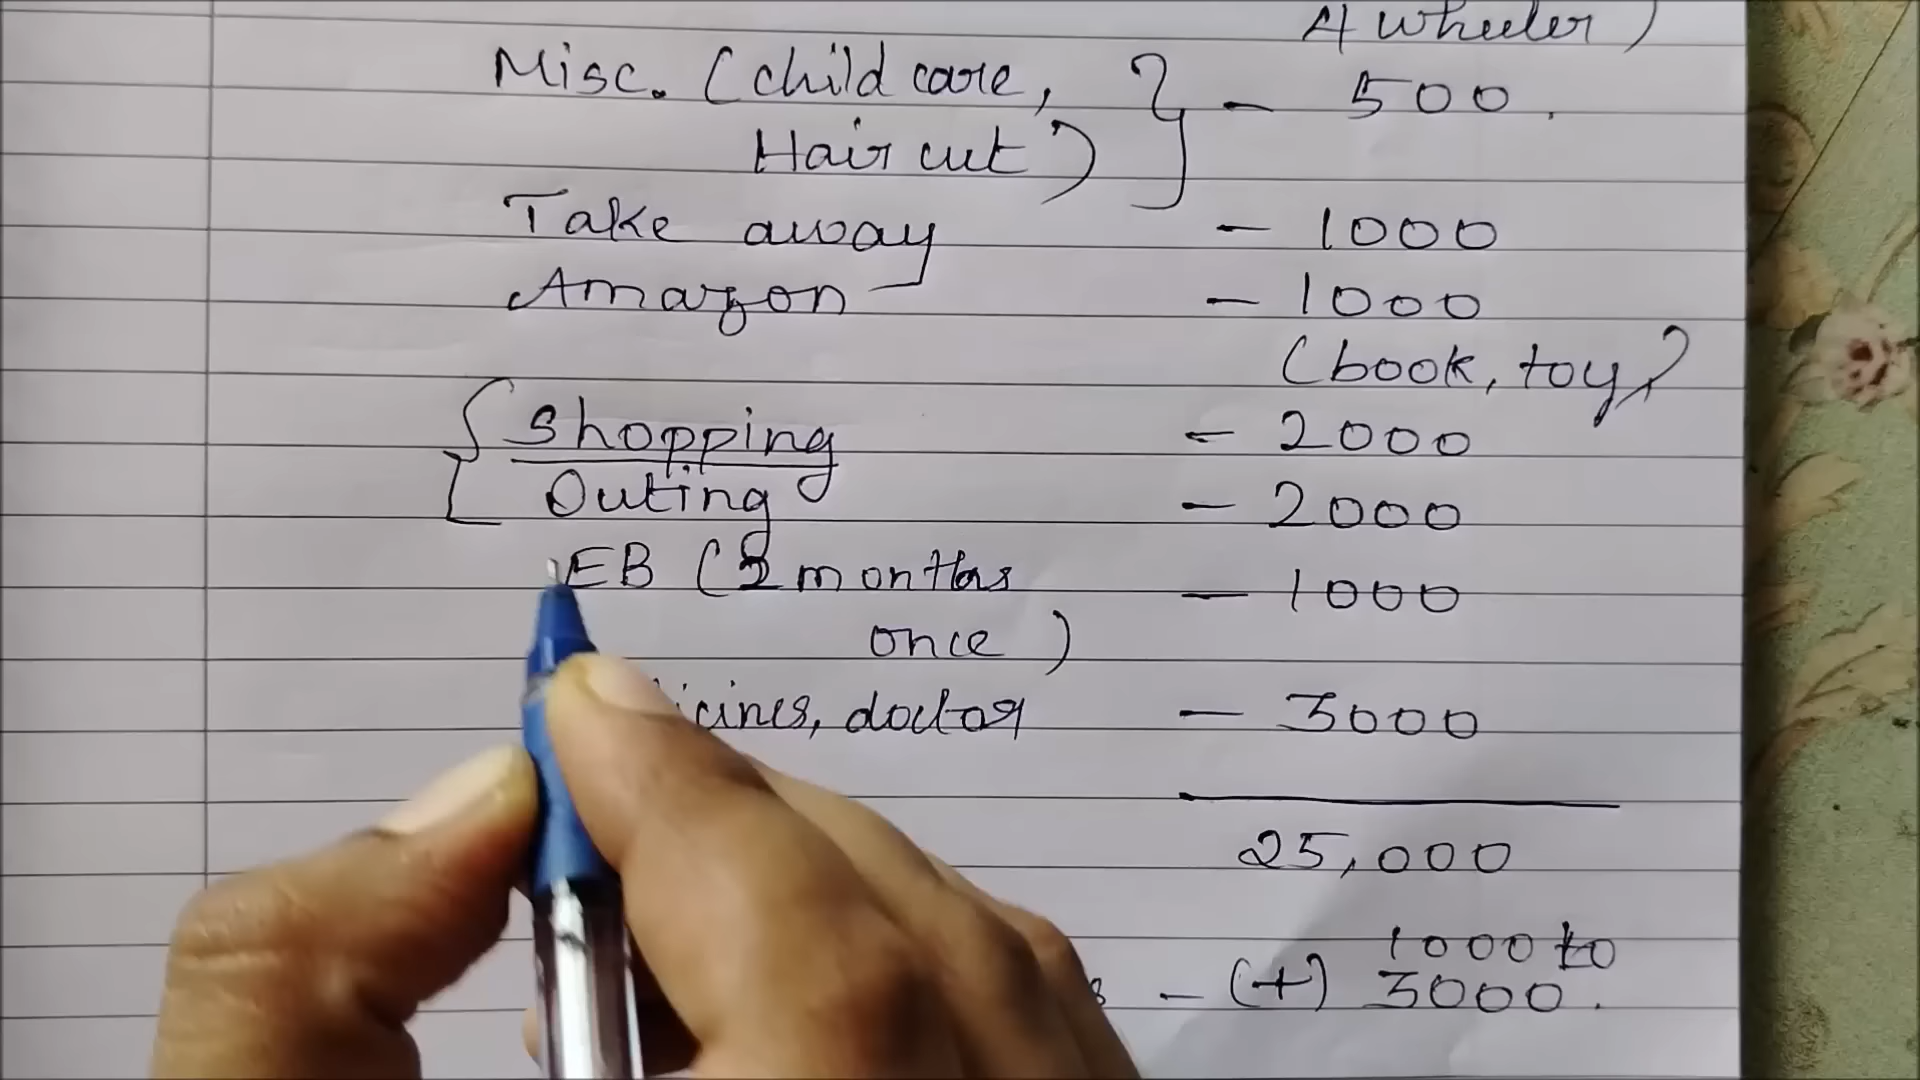 4 wheeler)
Misc. (child care, } - 500.
Hair cut)
Take away - 1000
Amazon - 1000
(book, toy)
Shopping - 2000
Outing - 2000
EB (2 months - 1000
once)
doctor - 3000
25,000
1000 to
- (+) 3000.